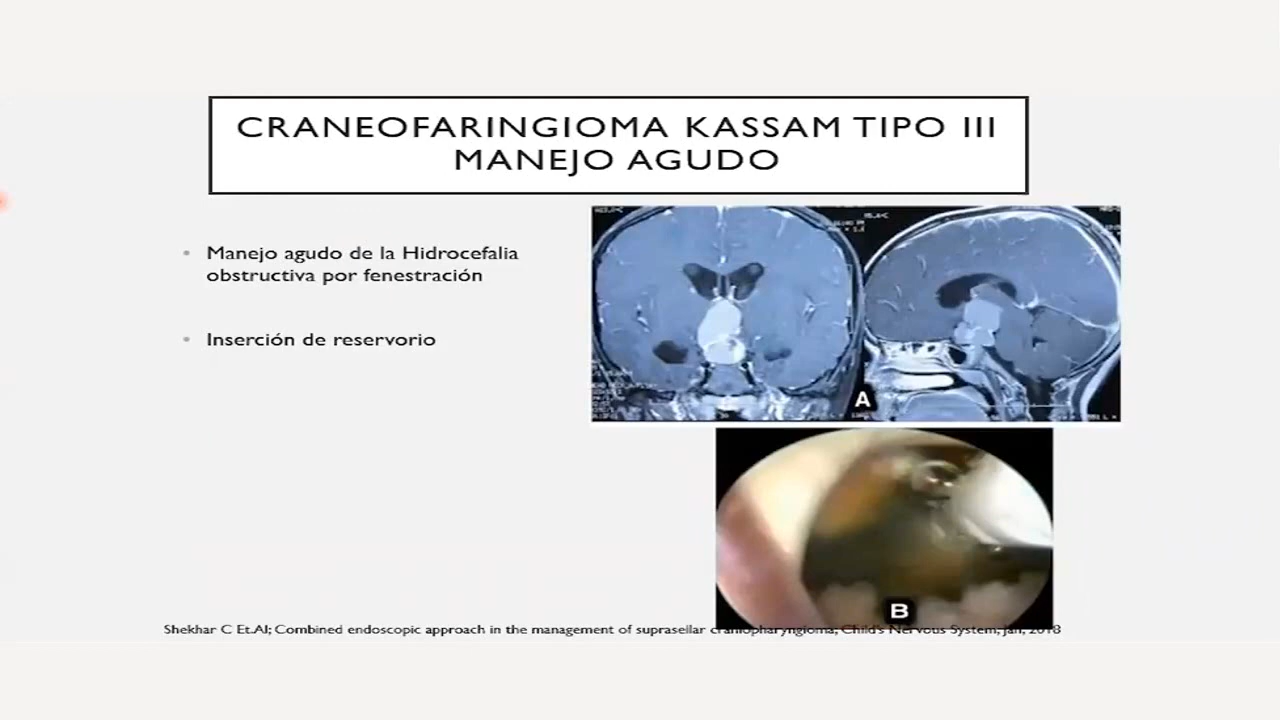 CRANEOFARINGIOMA KASSAM TIPO III
MANEJO AGUDO
• Manejo agudo de la Hidrocefalia
obstructiva por fenestración
• Inserción de reservorio
A
B
Shekhar C Et.Al; Combined endoscopic approach in the management of suprasellar craniopharyngioma, Child's Nervous System, Jan, 2018